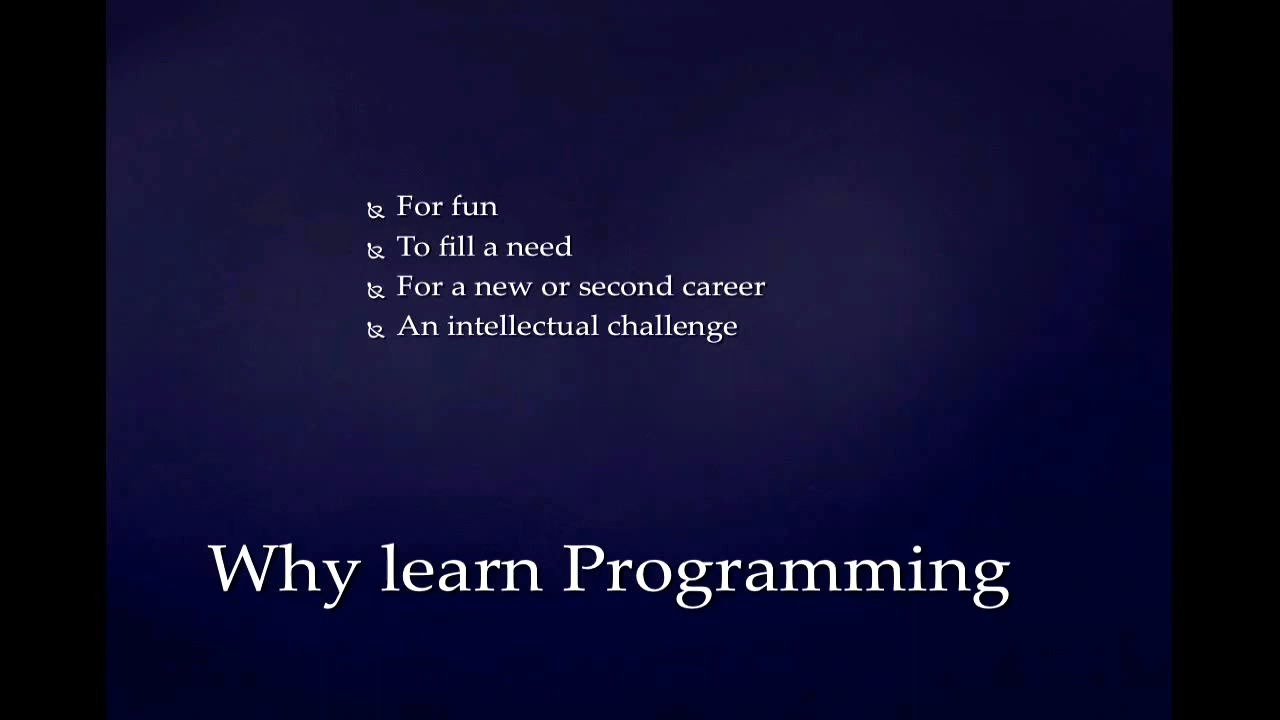 For fun
To fill a need
For a new or second career
An intellectual challenge
Why learn Programming